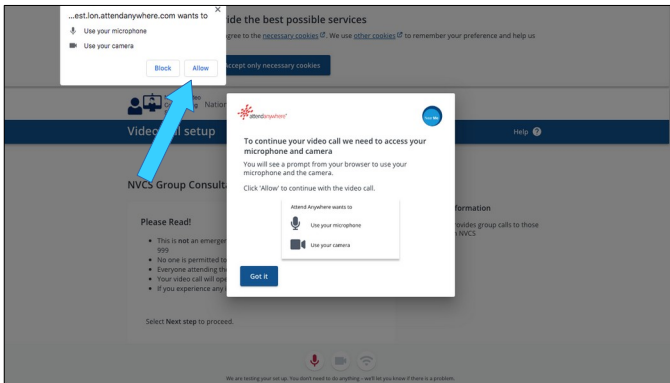 ...est.lon.attendanywhere.com wants to
Use your microphone
Use your camera
Block
Allow
ide the best possible services
gree to the necessary cookies. We use other cookies to remember your preference and help us
Accept only necessary cookies
Nation
Video call setup
Help
NVCS Group Consulta
Please Read!
This is not an emerger
999
No one is permitted to
Everyone attending th
Your video call will ope
If you experience any i
Select Next step to proceed.
attendanywhere
To continue your video call we need to access your
microphone and camera
You will see a prompt from your browser to use your
microphone and the camera.
Click 'Allow' to continue with the video call.
Attend Anywhere wants to
Use your microphone
Use your camera
Got it
formation
rovides group calls to those
NVCS
We are testing your set up. You don't need to do anything - we'll let you know if there is a problem.